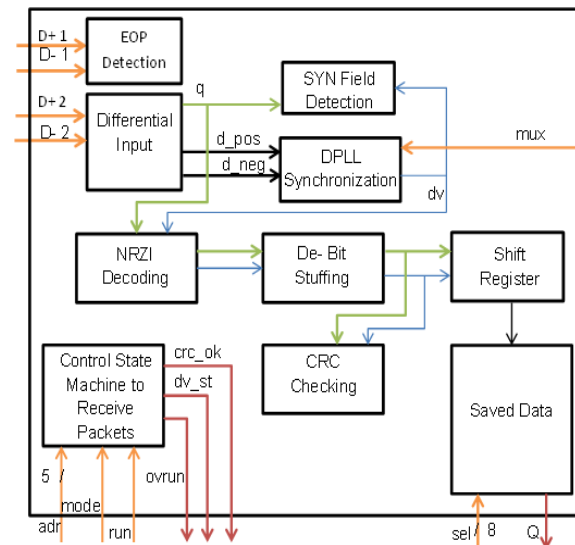 D+ 1
D- 1
EOP
Detection
D+ 2
D- 2
Differential
Input
q
SYN Field
Detection
d_pos
d_neg
DPLL
Synchronization
mux
dv
NRZI
Decoding
De- Bit
Stuffing
Shift
Register
CRC
Checking
Control State
Machine to
Receive
Packets
crc_ok
dv_st
ovrun
Saved Data
5 /
mode
adr
run
sel/ 8
Q